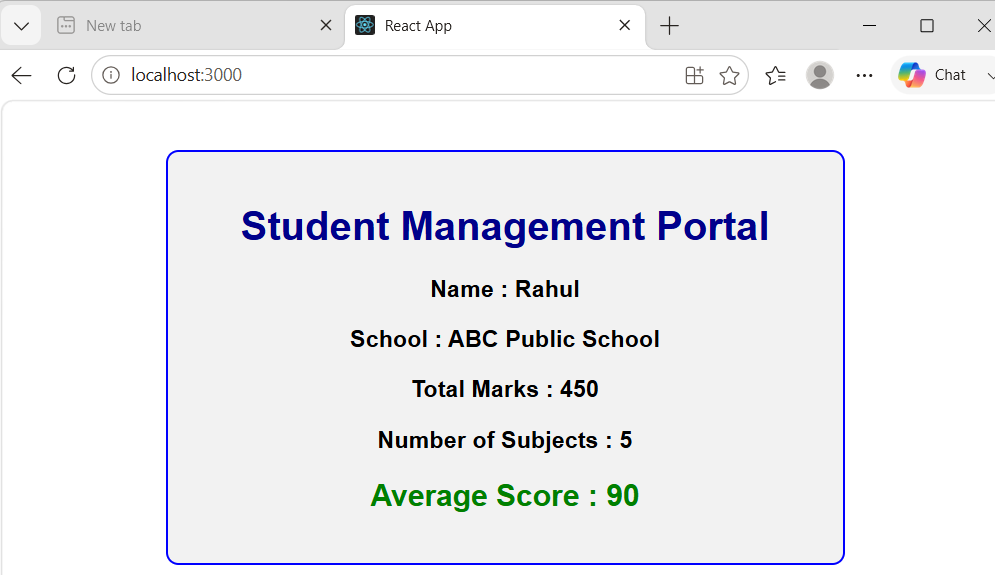 New tab
React App
localhost:3000
Chat
Student Management Portal
Name : Rahul
School : ABC Public School
Total Marks : 450
Number of Subjects : 5
Average Score : 90